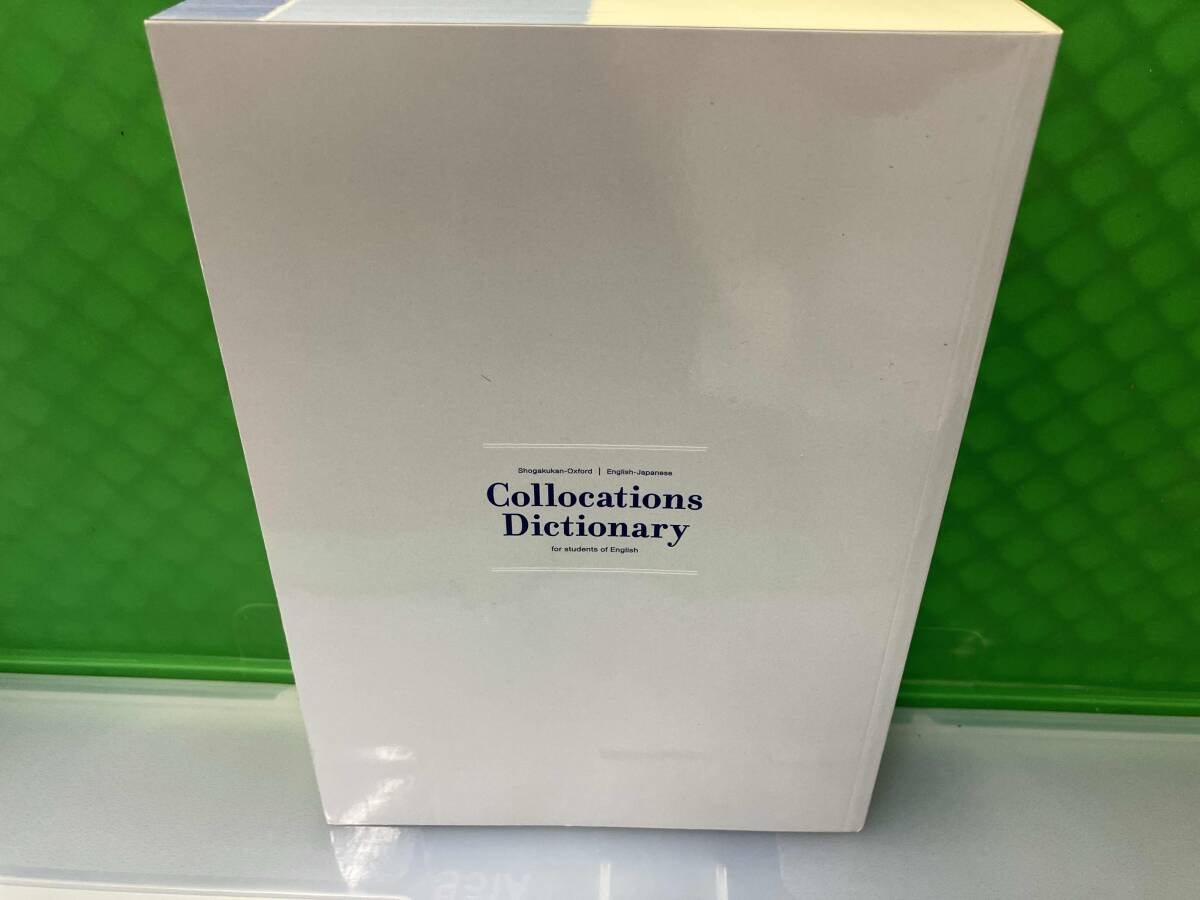 Shogakukan-Oxford | English-Japanese
Collocations
Dictionary
for students of English